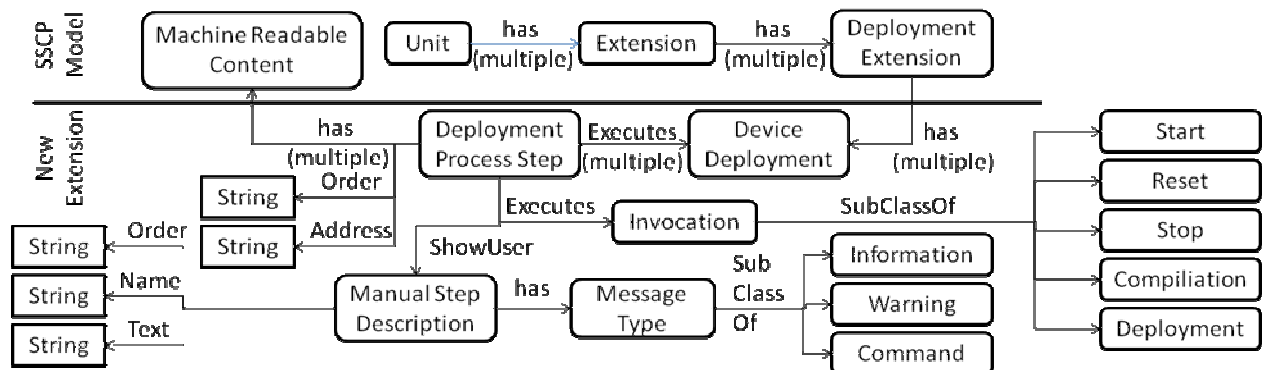 SSCP
Model
Machine Readable
Content
Unit
has
(multiple)
Extension
has
(multiple)
Deployment
Extension
New
Extension
has
(multiple)
Deployment
Process Step
Executes
(multiple)
Device
Deployment
has
(multiple)
Start
Reset
Stop
Compiliation
Deployment
String
Order
String
Address
Executes
Invocation
SubClassOf
ShowUser
String
Order
String
Name
String
Text
Manual Step
Description
has
Message
Type
Sub
Class
Of
Information
Warning
Command